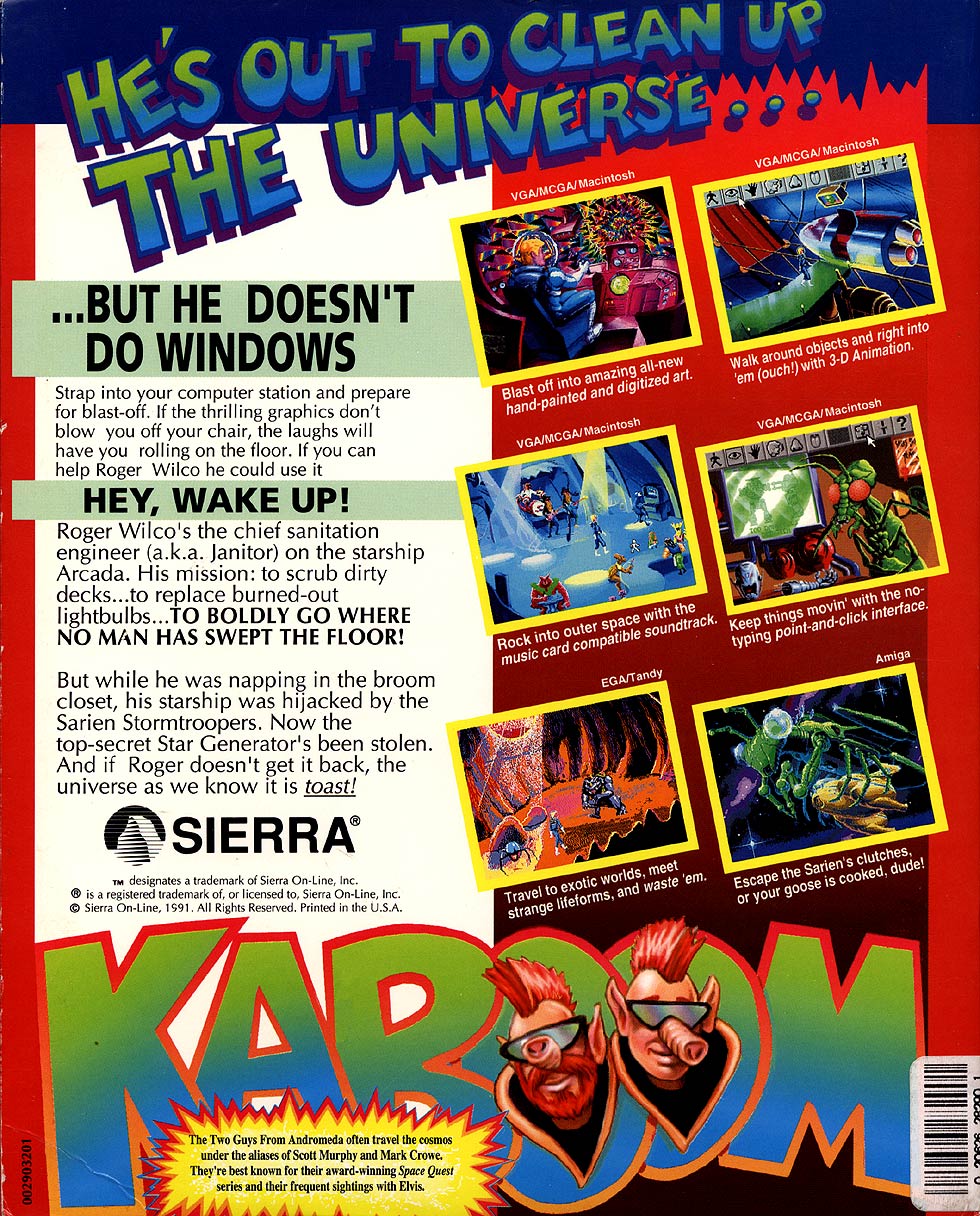 HE'S OUT TO CLEAN UP
THE UNIVERSE...
...BUT HE DOESN'T
DO WINDOWS
Strap into your computer station and prepare
for blast-off. If the thrilling graphics don't
blow you off your chair, the laughs will
have you rolling on the floor. If you can
help Roger Wilco he could use it
HEY, WAKE UP!
Roger Wilco's the chief sanitation
engineer (a.k.a. Janitor) on the starship
Arcada. His mission: to scrub dirty
decks...to replace burned-out
lightbulbs...TO BOLDLY GO WHERE
NO MAN HAS SWEPT THE FLOOR!
But while he was napping in the broom
closet, his starship was hijacked by the
Sarien Stormtroopers. Now the
top-secret Star Generator's been stolen.
And if Roger doesn't get it back, the
universe as we know it is toast!
SIERRA®
™ designates a trademark of Sierra On-Line, Inc.
® is a registered trademark of, or licensed to, Sierra On-Line, Inc.
© Sierra On-Line, 1991. All Rights Reserved. Printed in the U.S.A.
VGA/MCGA/Macintosh
Blast off into amazing all-new
hand-painted and digitized art.
VGA/MCGA/Macintosh
?
Walk around objects and right into
'em (ouch!) with 3-D Animation.
VGA/MCGA/Macintosh
Rock into outer space with the
music card compatible soundtrack.
VGA/MCGA/Macintosh
?
Keep things movin' with the no-
typing point-and-click interface.
EGA/Tandy
Travel to exotic worlds, meet
strange lifeforms, and waste 'em.
Amiga
Escape the Sarien's clutches,
or your goose is cooked, dude!
KABOOM
The Two Guys From Andromeda often travel the cosmos
under the aliases of Scott Murphy and Mark Crowe.
They're best known for their award-winning Space Quest
series and their frequent sightings with Elvis.
002903201